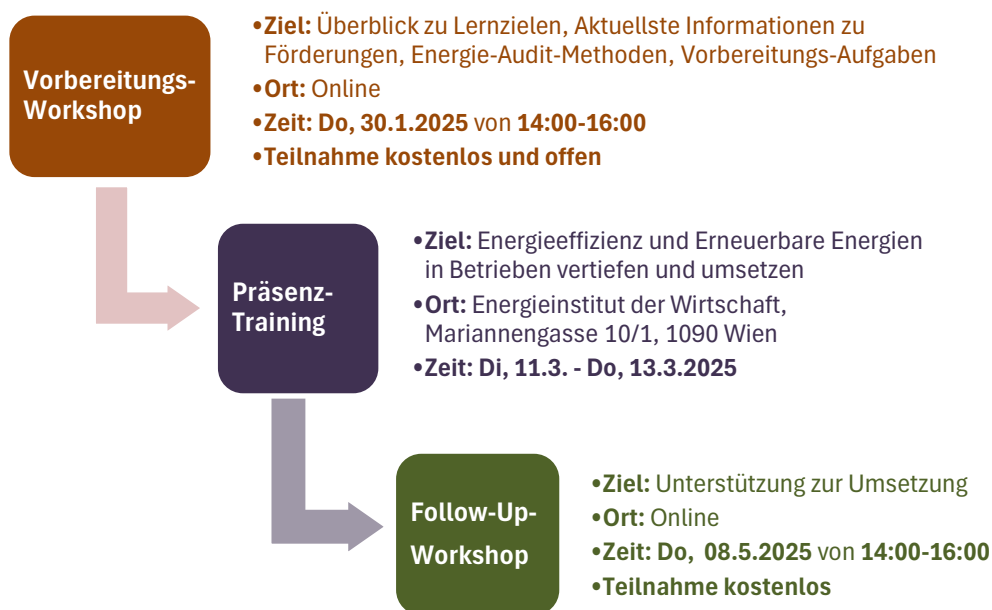 Vorbereitungs-
Workshop
•Ziel: Überblick zu Lernzielen, Aktuellste Informationen zu
Förderungen, Energie-Audit-Methoden, Vorbereitungs-Aufgaben
•Ort: Online
•Zeit: Do, 30.1.2025 von 14:00-16:00
•Teilnahme kostenlos und offen
Präsenz-
Training
•Ziel: Energieeffizienz und Erneuerbare Energien
in Betrieben vertiefen und umsetzen
•Ort: Energieinstitut der Wirtschaft,
Mariannengasse 10/1, 1090 Wien
•Zeit: Di, 11.3. - Do, 13.3.2025
Follow-Up-
Workshop
•Ziel: Unterstützung zur Umsetzung
•Ort: Online
•Zeit: Do, 08.5.2025 von 14:00-16:00
•Teilnahme kostenlos